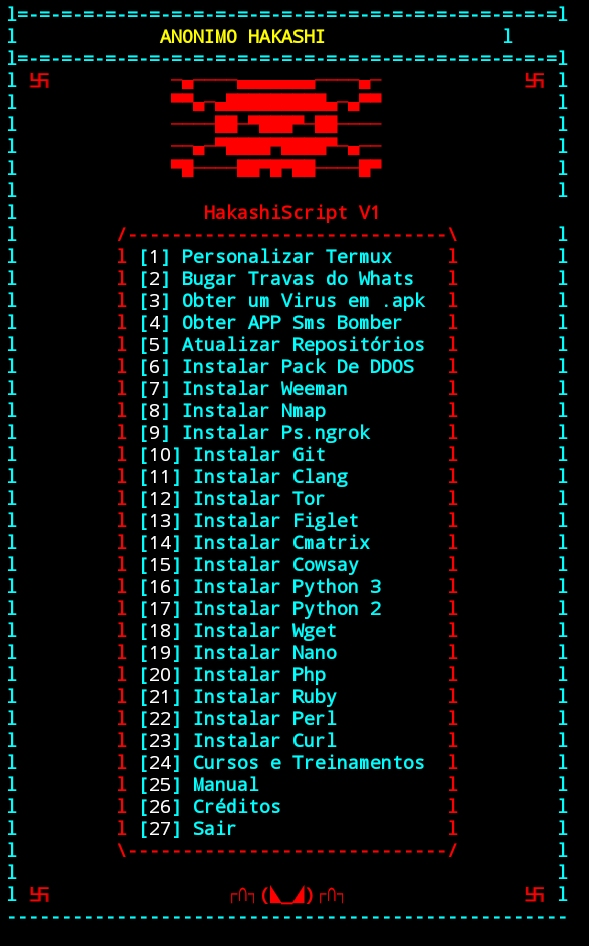 l=-=-=-=-=-=-=-=-=-=-=-=-=-=-=-=-=-=-=-=-=-=-=-=-=l
l ANONIMO HAKASHI l
l=-=-=-=-=-=-=-=-=-=-=-=-=-=-=-=-=-=-=-=-=-=-=-=-=l
卐 卐
HakashiScript V1
/-----------------------------\
l [1] Personalizar Termux l
l [2] Bugar Travas do Whats l
l [3] Obter um Virus em .apk l
l [4] Obter APP Sms Bomber l
l [5] Atualizar Repositórios l
l [6] Instalar Pack De DDOS l
l [7] Instalar Weeman l
l [8] Instalar Nmap l
l [9] Instalar Ps.ngrok l
l [10] Instalar Git l
l [11] Instalar Clang l
l [12] Instalar Tor l
l [13] Instalar Figlet l
l [14] Instalar Cmatrix l
l [15] Instalar Cowsay l
l [16] Instalar Python 3 l
l [17] Instalar Python 2 l
l [18] Instalar Wget l
l [19] Instalar Nano l
l [20] Instalar Php l
l [21] Instalar Ruby l
l [22] Instalar Perl l
l [23] Instalar Curl l
l [24] Cursos e Treinamentos l
l [25] Manual l
l [26] Créditos l
l [27] Sair l
\-----------------------------/
卐 ┌∩┐(◣_◢)┌∩┐ 卐